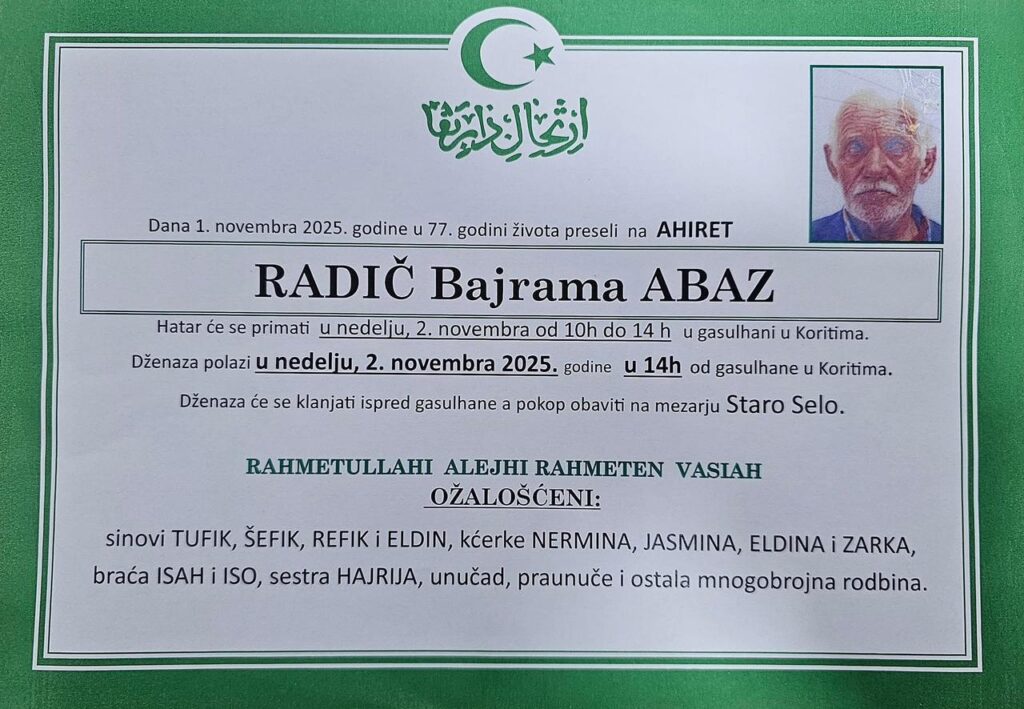 ارتحال دار بقا
Dana 1. novembra 2025. godine u 77. godini života preseli na AHIRET
RADIČ Bajrama ABAZ
Hatar će se primati u nedelju, 2. novembra od 10h do 14 h u gasulhani u Koritima.
Dženaza polazi u nedelju, 2. novembra 2025. godine u 14h od gasulhane u Koritima.
Dženaza će se klanjati ispred gasulhane a pokop obaviti na mezarju Staro Selo.
RAHMETULLAHI ALEJHI RAHMETEN VASIAH
OŽALOŠĆENI:
sinovi TUFIK, ŠEFIK, REFIK i ELDIN, kćerke NERMINA, JASMINA, ELDINA i ZARKA,
braća ISAH i ISO, sestra HAJRIJA, unučad, praunuče i ostala mnogobrojna rodbina.